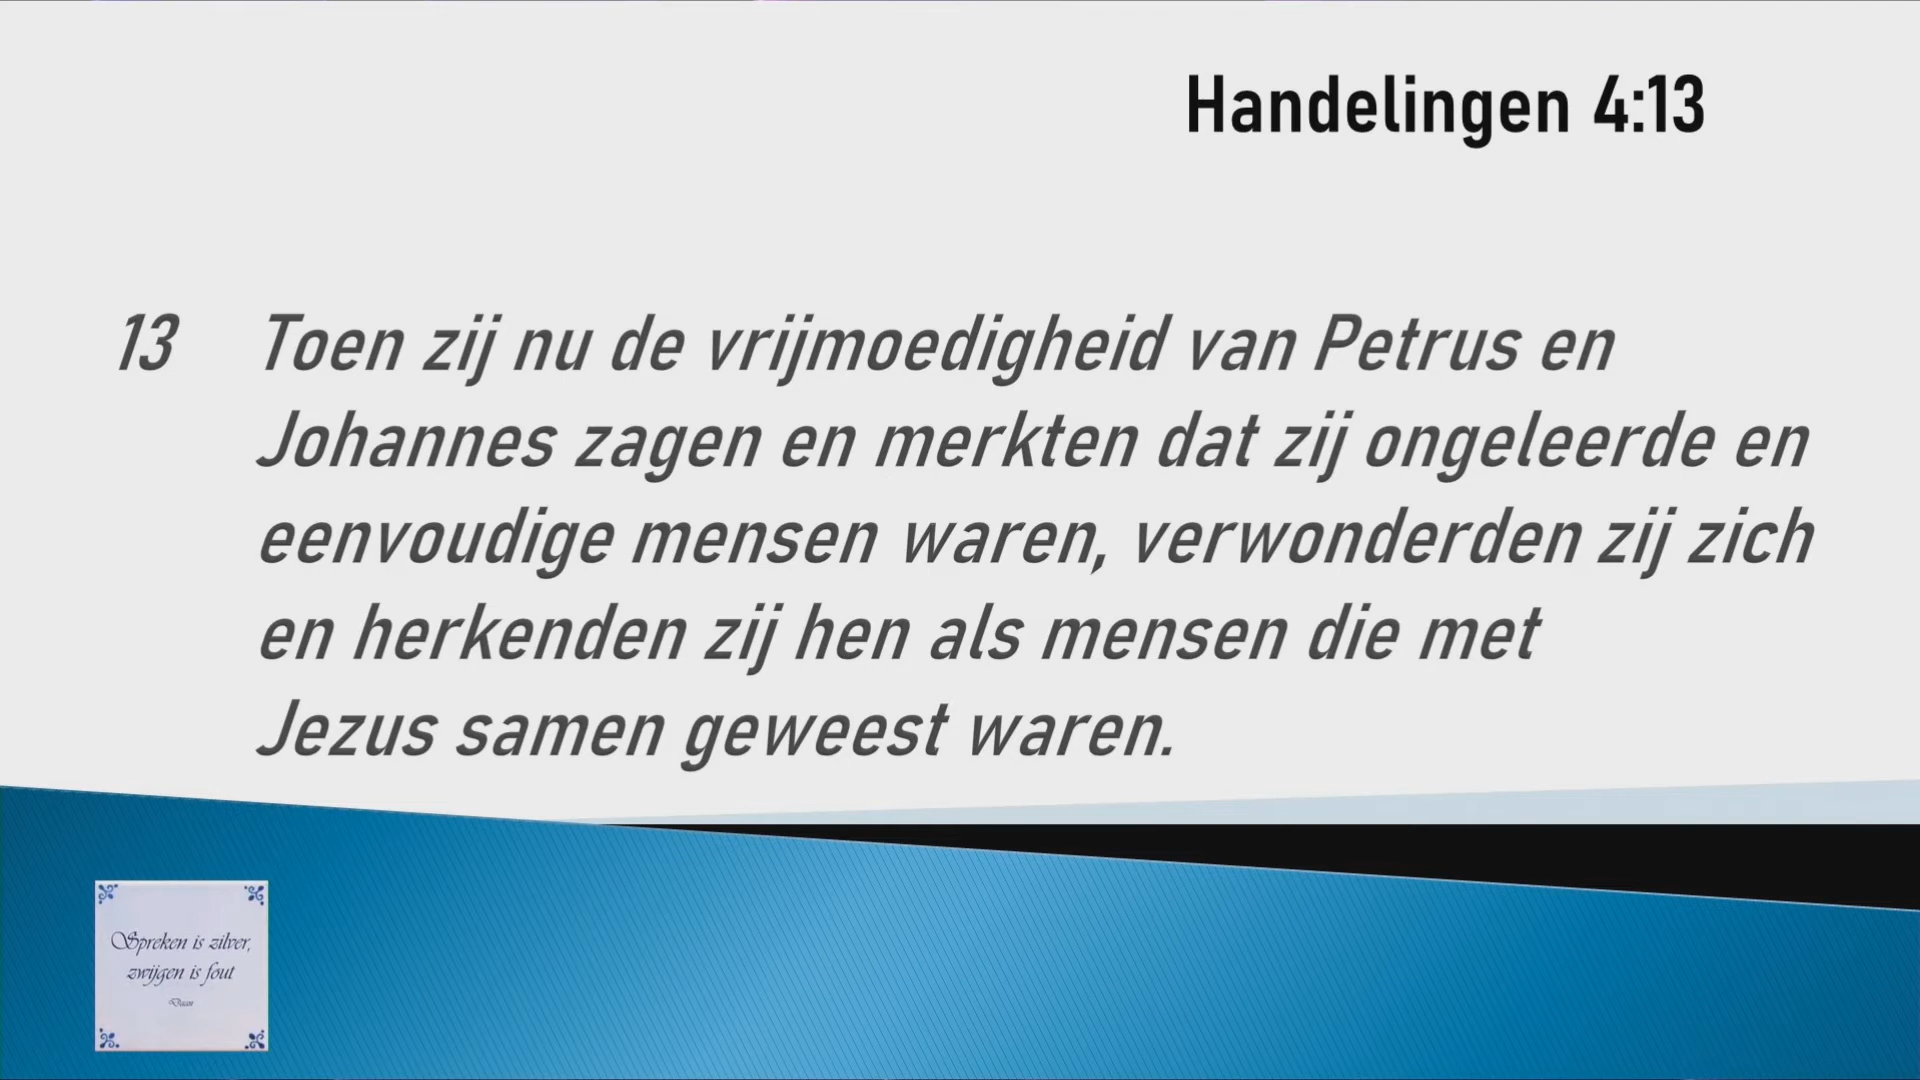 Handelingen 4:13
13 Toen zij nu de vrijmoedigheid van Petrus en
Johannes zagen en merkten dat zij ongeleerde en
eenvoudige mensen waren, verwonderden zij zich
en herkenden zij hen als mensen die met
Jezus samen geweest waren.
Spreken is zilver,
zwijgen is fout
Daan